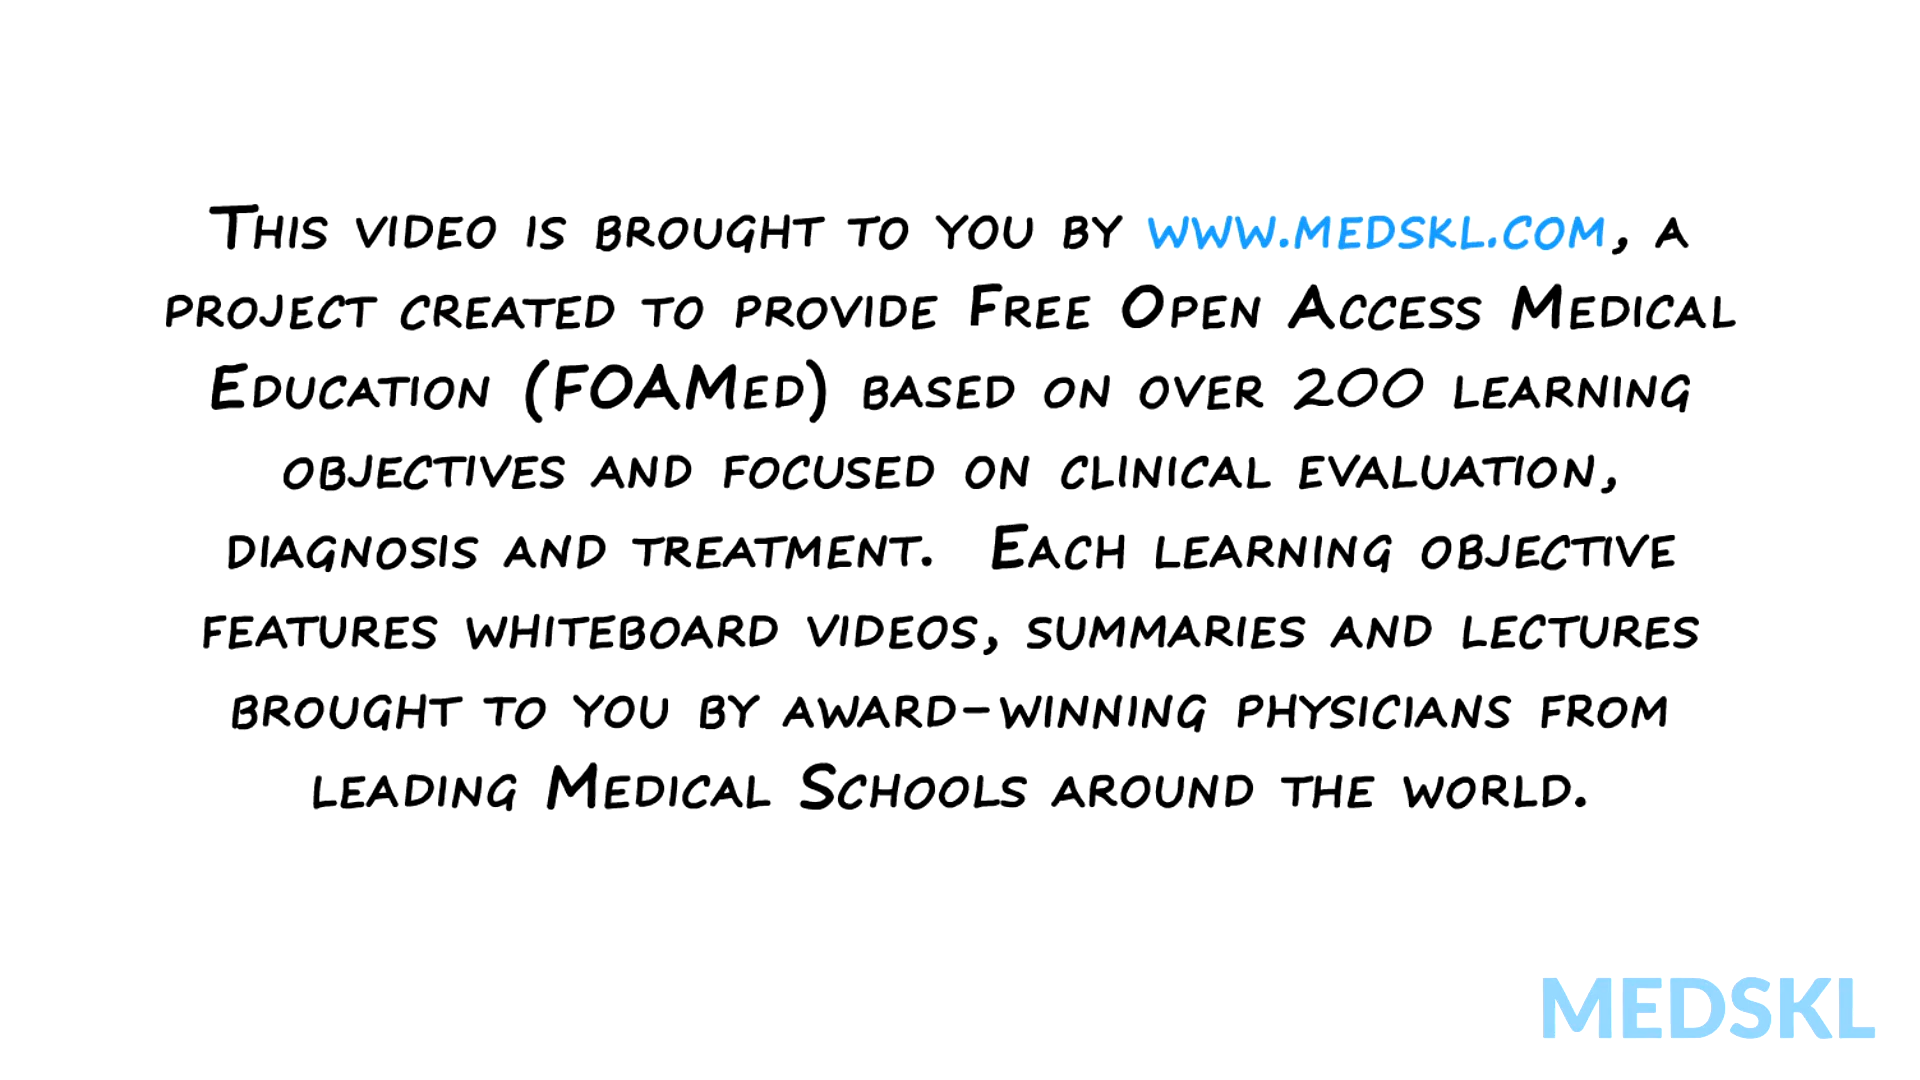 This video is brought to you by www.medskl.com, a
project created to provide Free Open Access Medical
Education (FOAMed) based on over 200 learning
objectives and focused on clinical evaluation,
diagnosis and treatment.  Each learning objective
features whiteboard videos, summaries and lectures
brought to you by award-winning physicians from
leading Medical Schools around the world.
MEDSKL